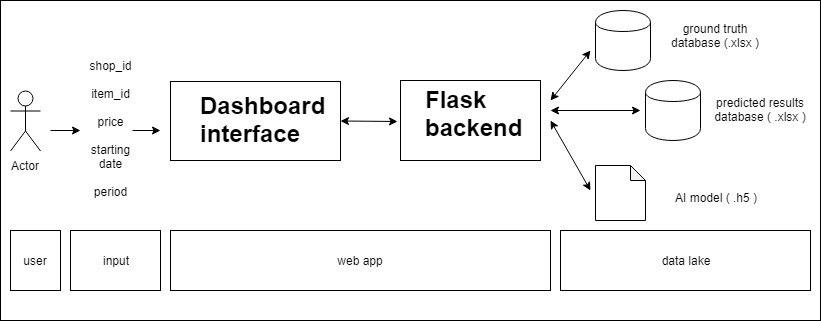 shop_id
item_id
price
starting
date
period
Actor
Dashboard
interface
Flask
backend
ground truth
database (.xlsx )
predicted results
database ( .xlsx )
AI model ( .h5 )
user
input
web app
data lake